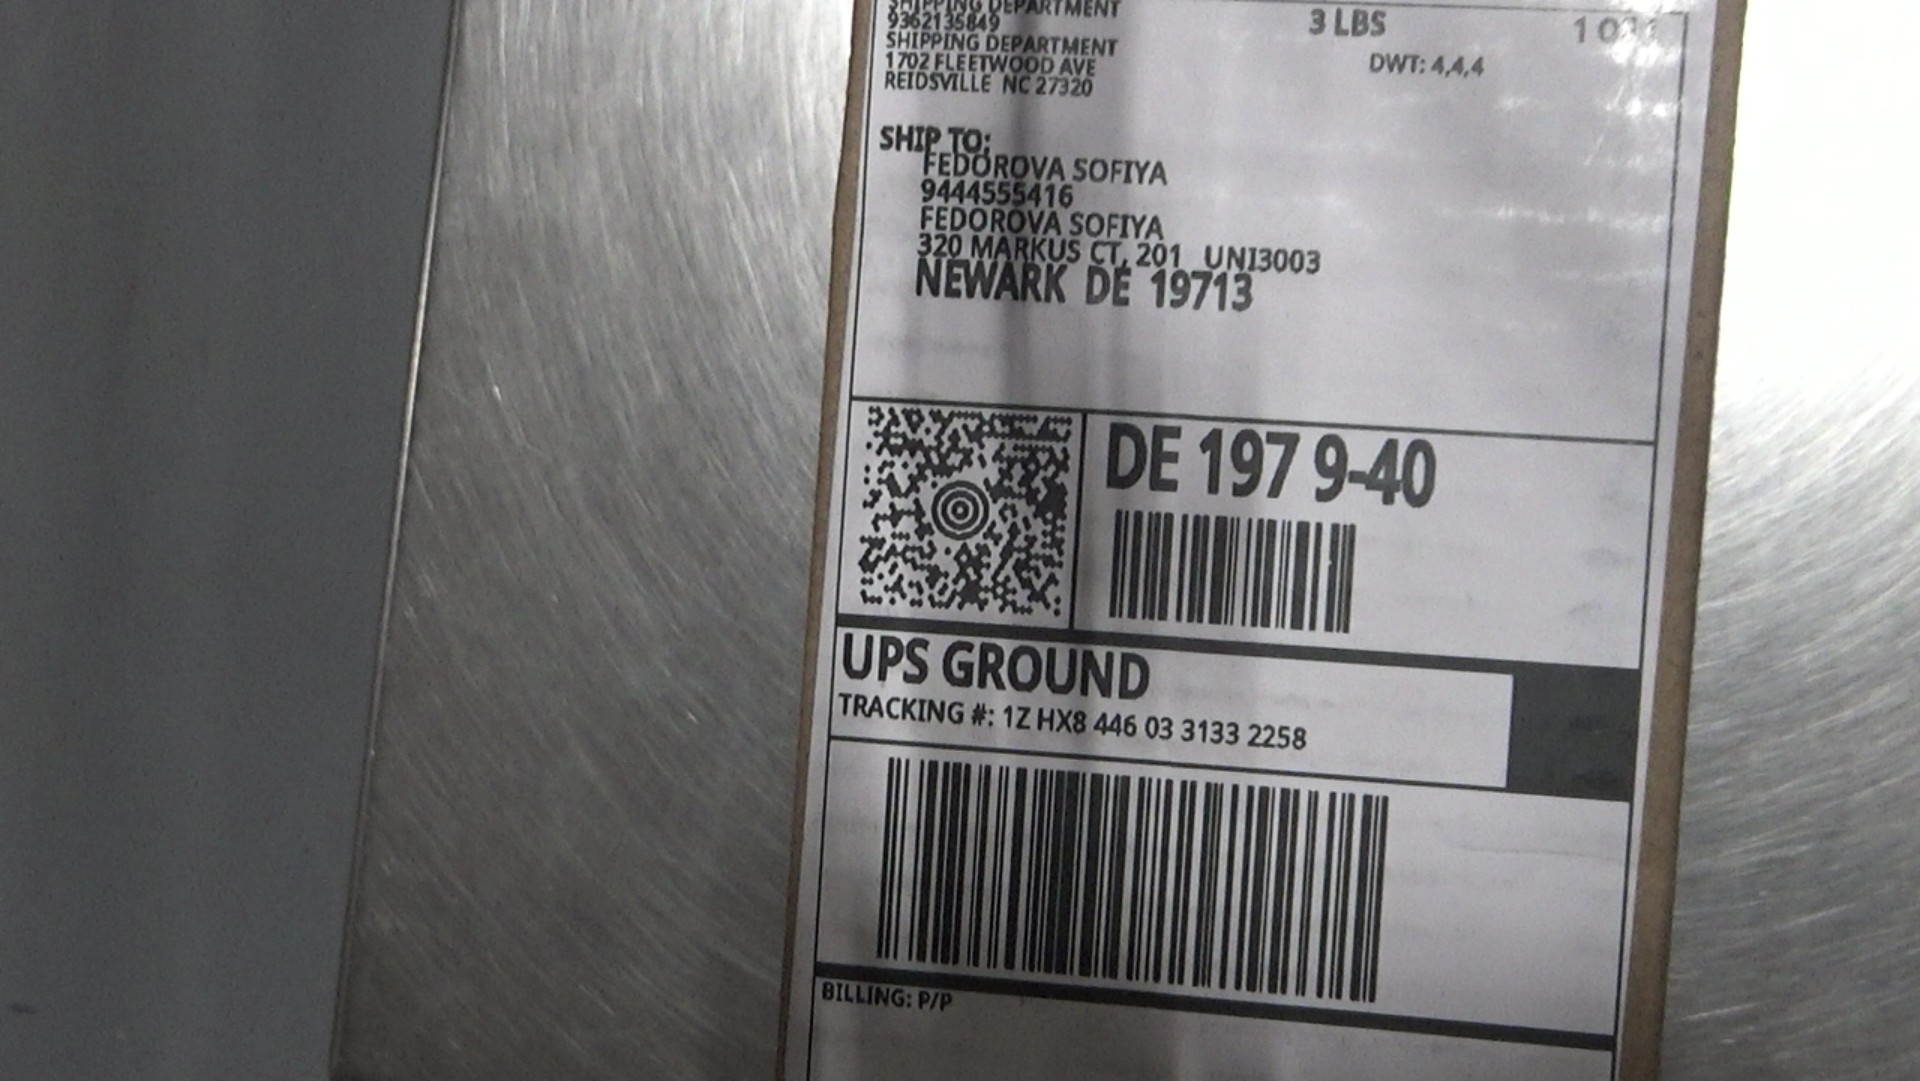 SHIPPING DEPARTMENT
9362135849
SHIPPING DEPARTMENT
1702 FLEETWOOD AVE
REIDSVILLE NC 27320
3 LBS
DWT: 4,4,4
SHIP TO:
FEDOROVA SOFIYA
9444555416
FEDOROVA SOFIYA
320 MARKUS CT, 201 UNI3003
NEWARK DE 19713
DE 197 9-40
UPS GROUND
TRACKING #: 1Z HX8 446 03 3133 2258
BILLING: P/P